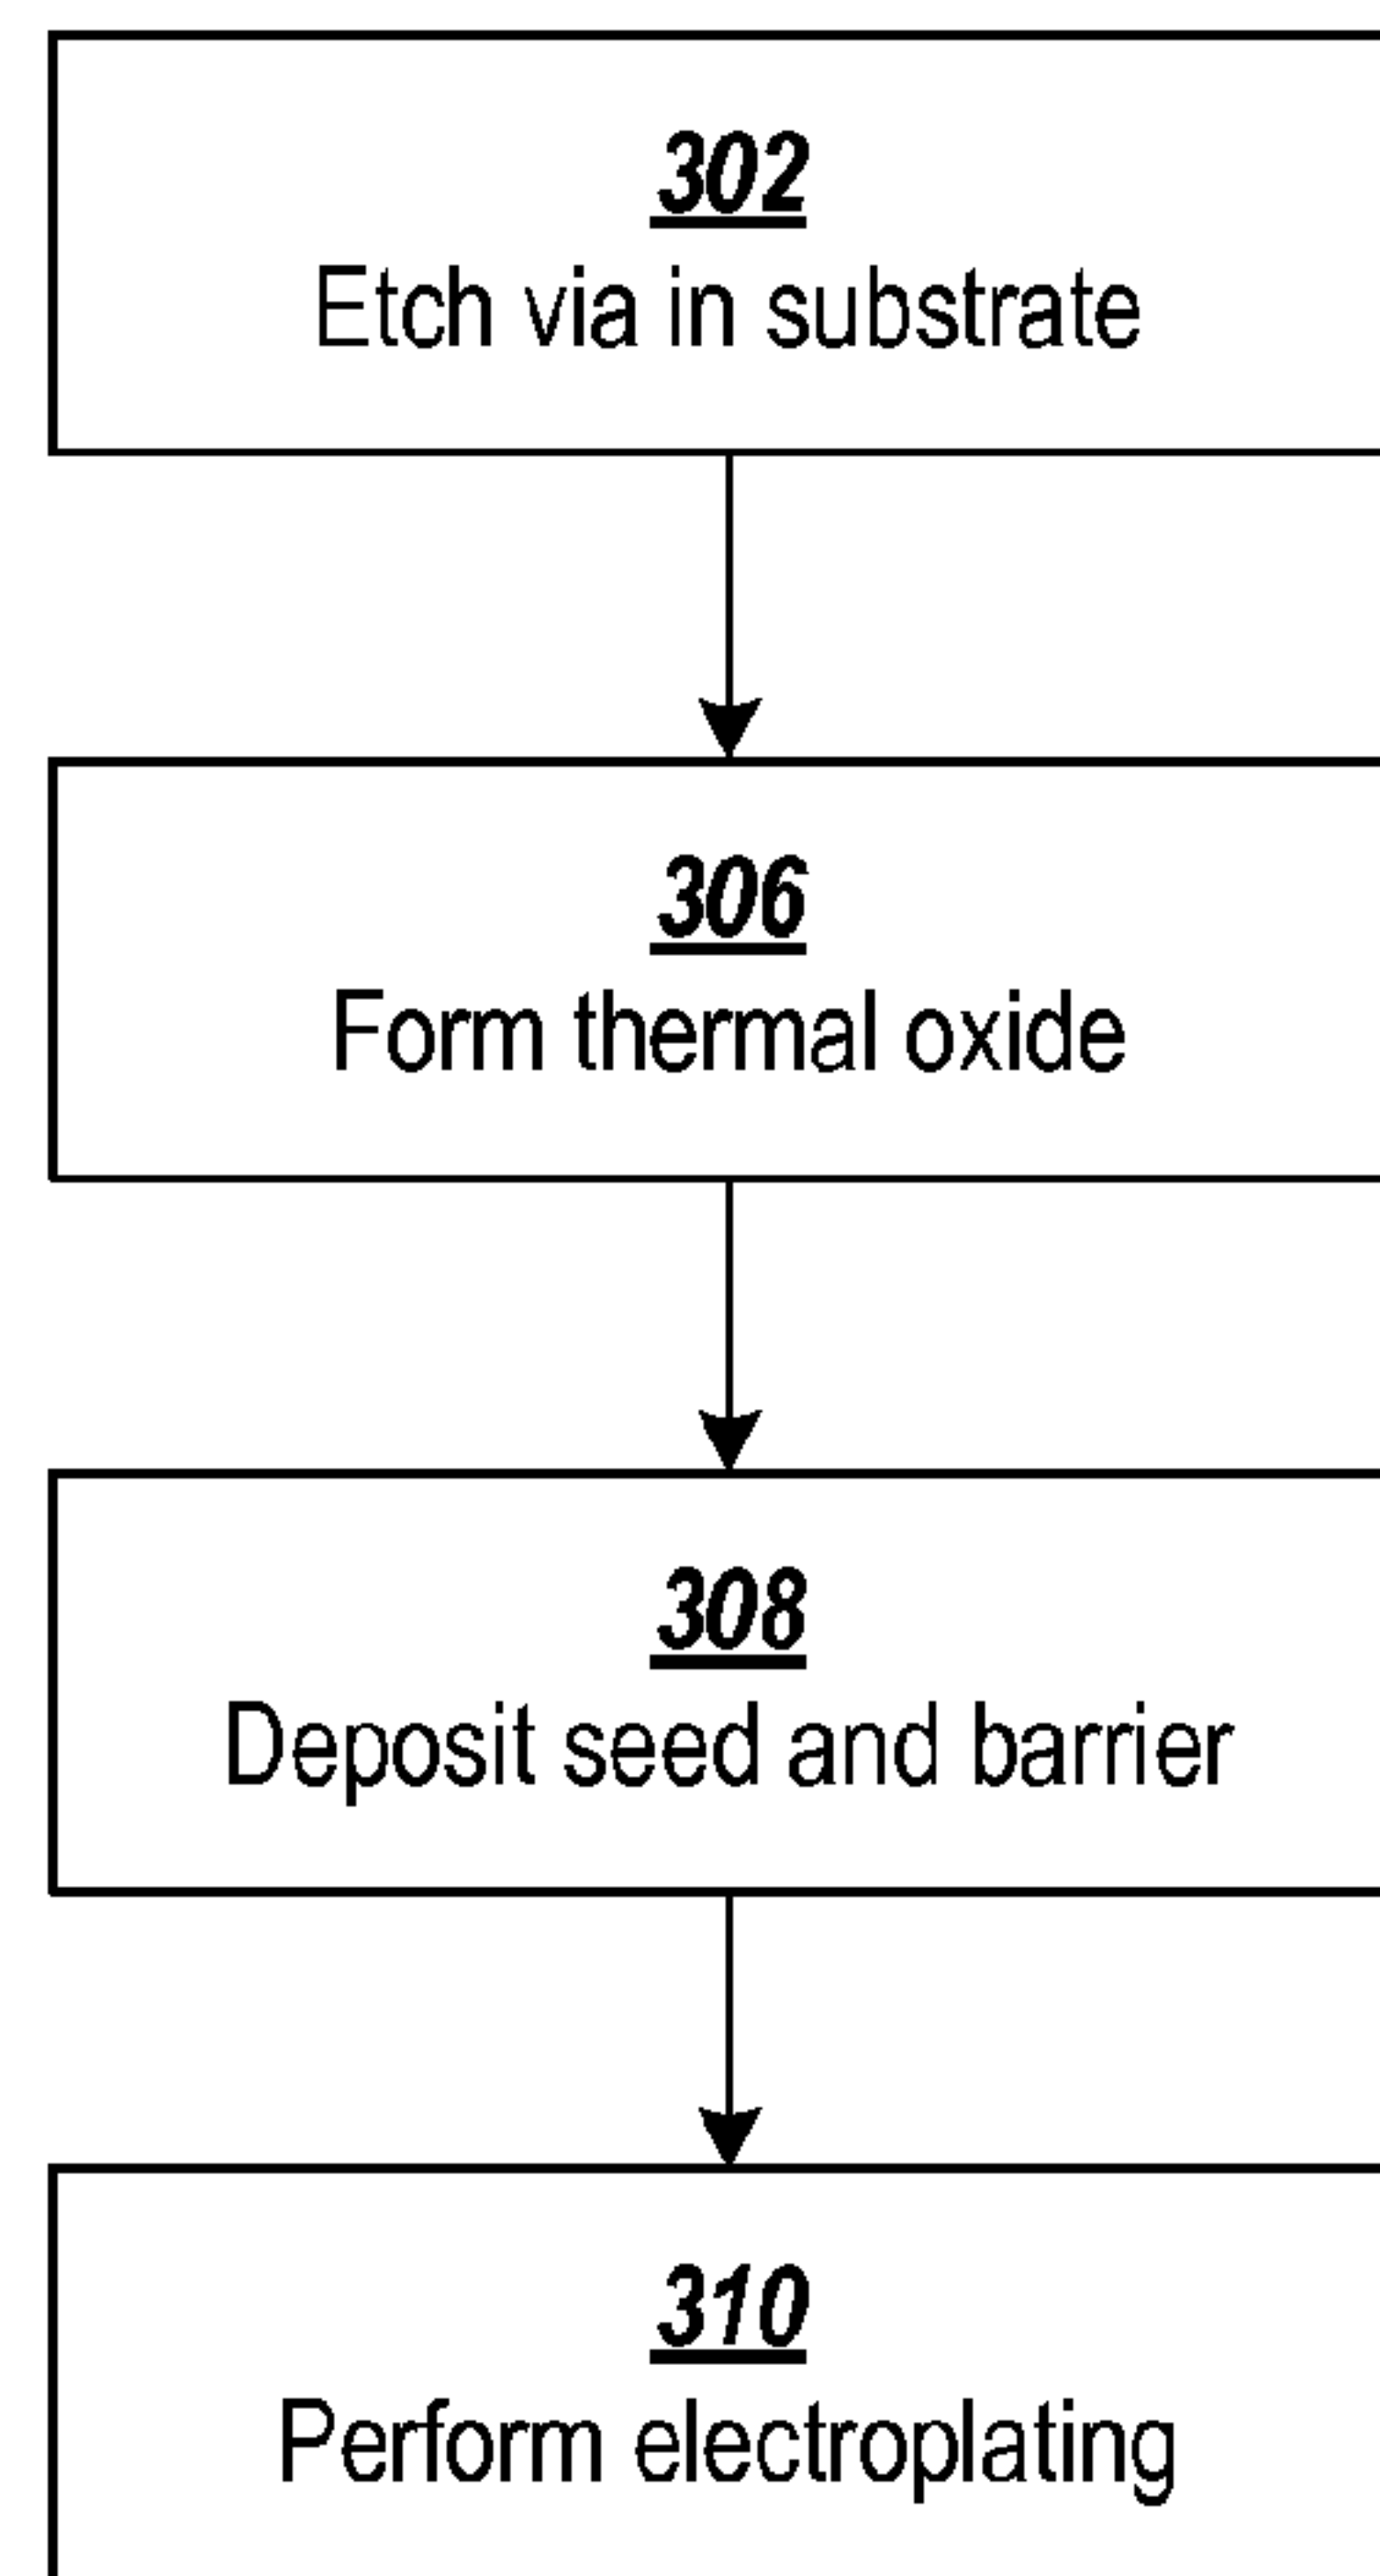 302
Etch via in substrate
306
Form thermal oxide
308
Deposit seed and barrier
310
Perform electroplating